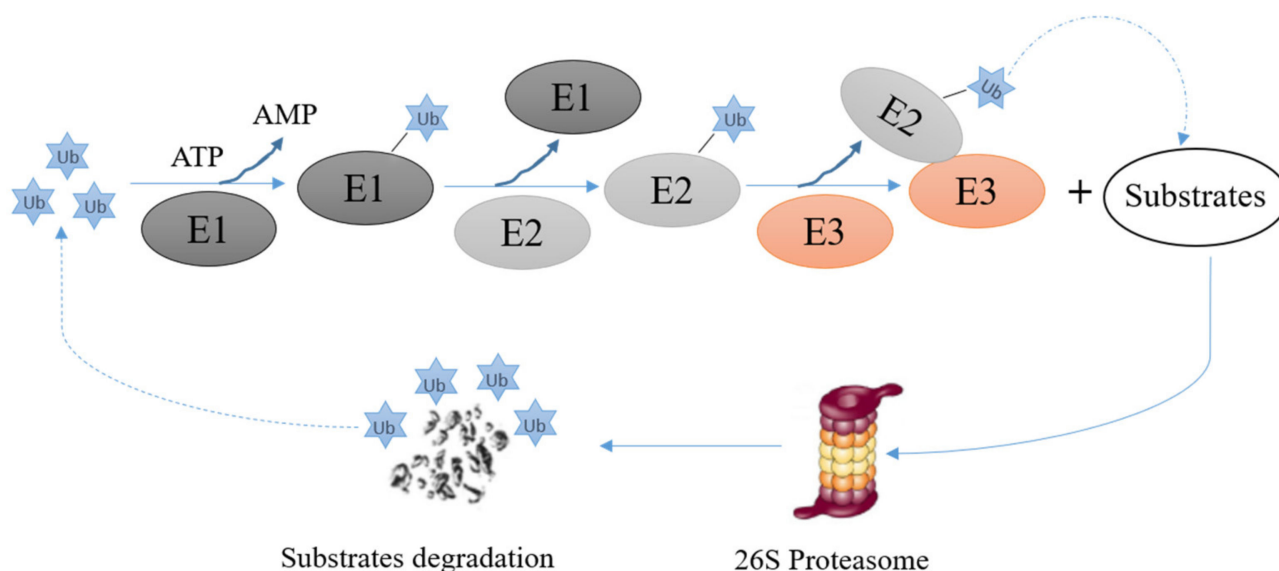 AMP
ATP
Ub
Ub
Ub
E1
E1
Ub
E1
E2
E2
Ub
E3
E2
Ub
E3
+
Substrates
Ub
Ub
Ub
Ub
Substrates degradation
26S Proteasome